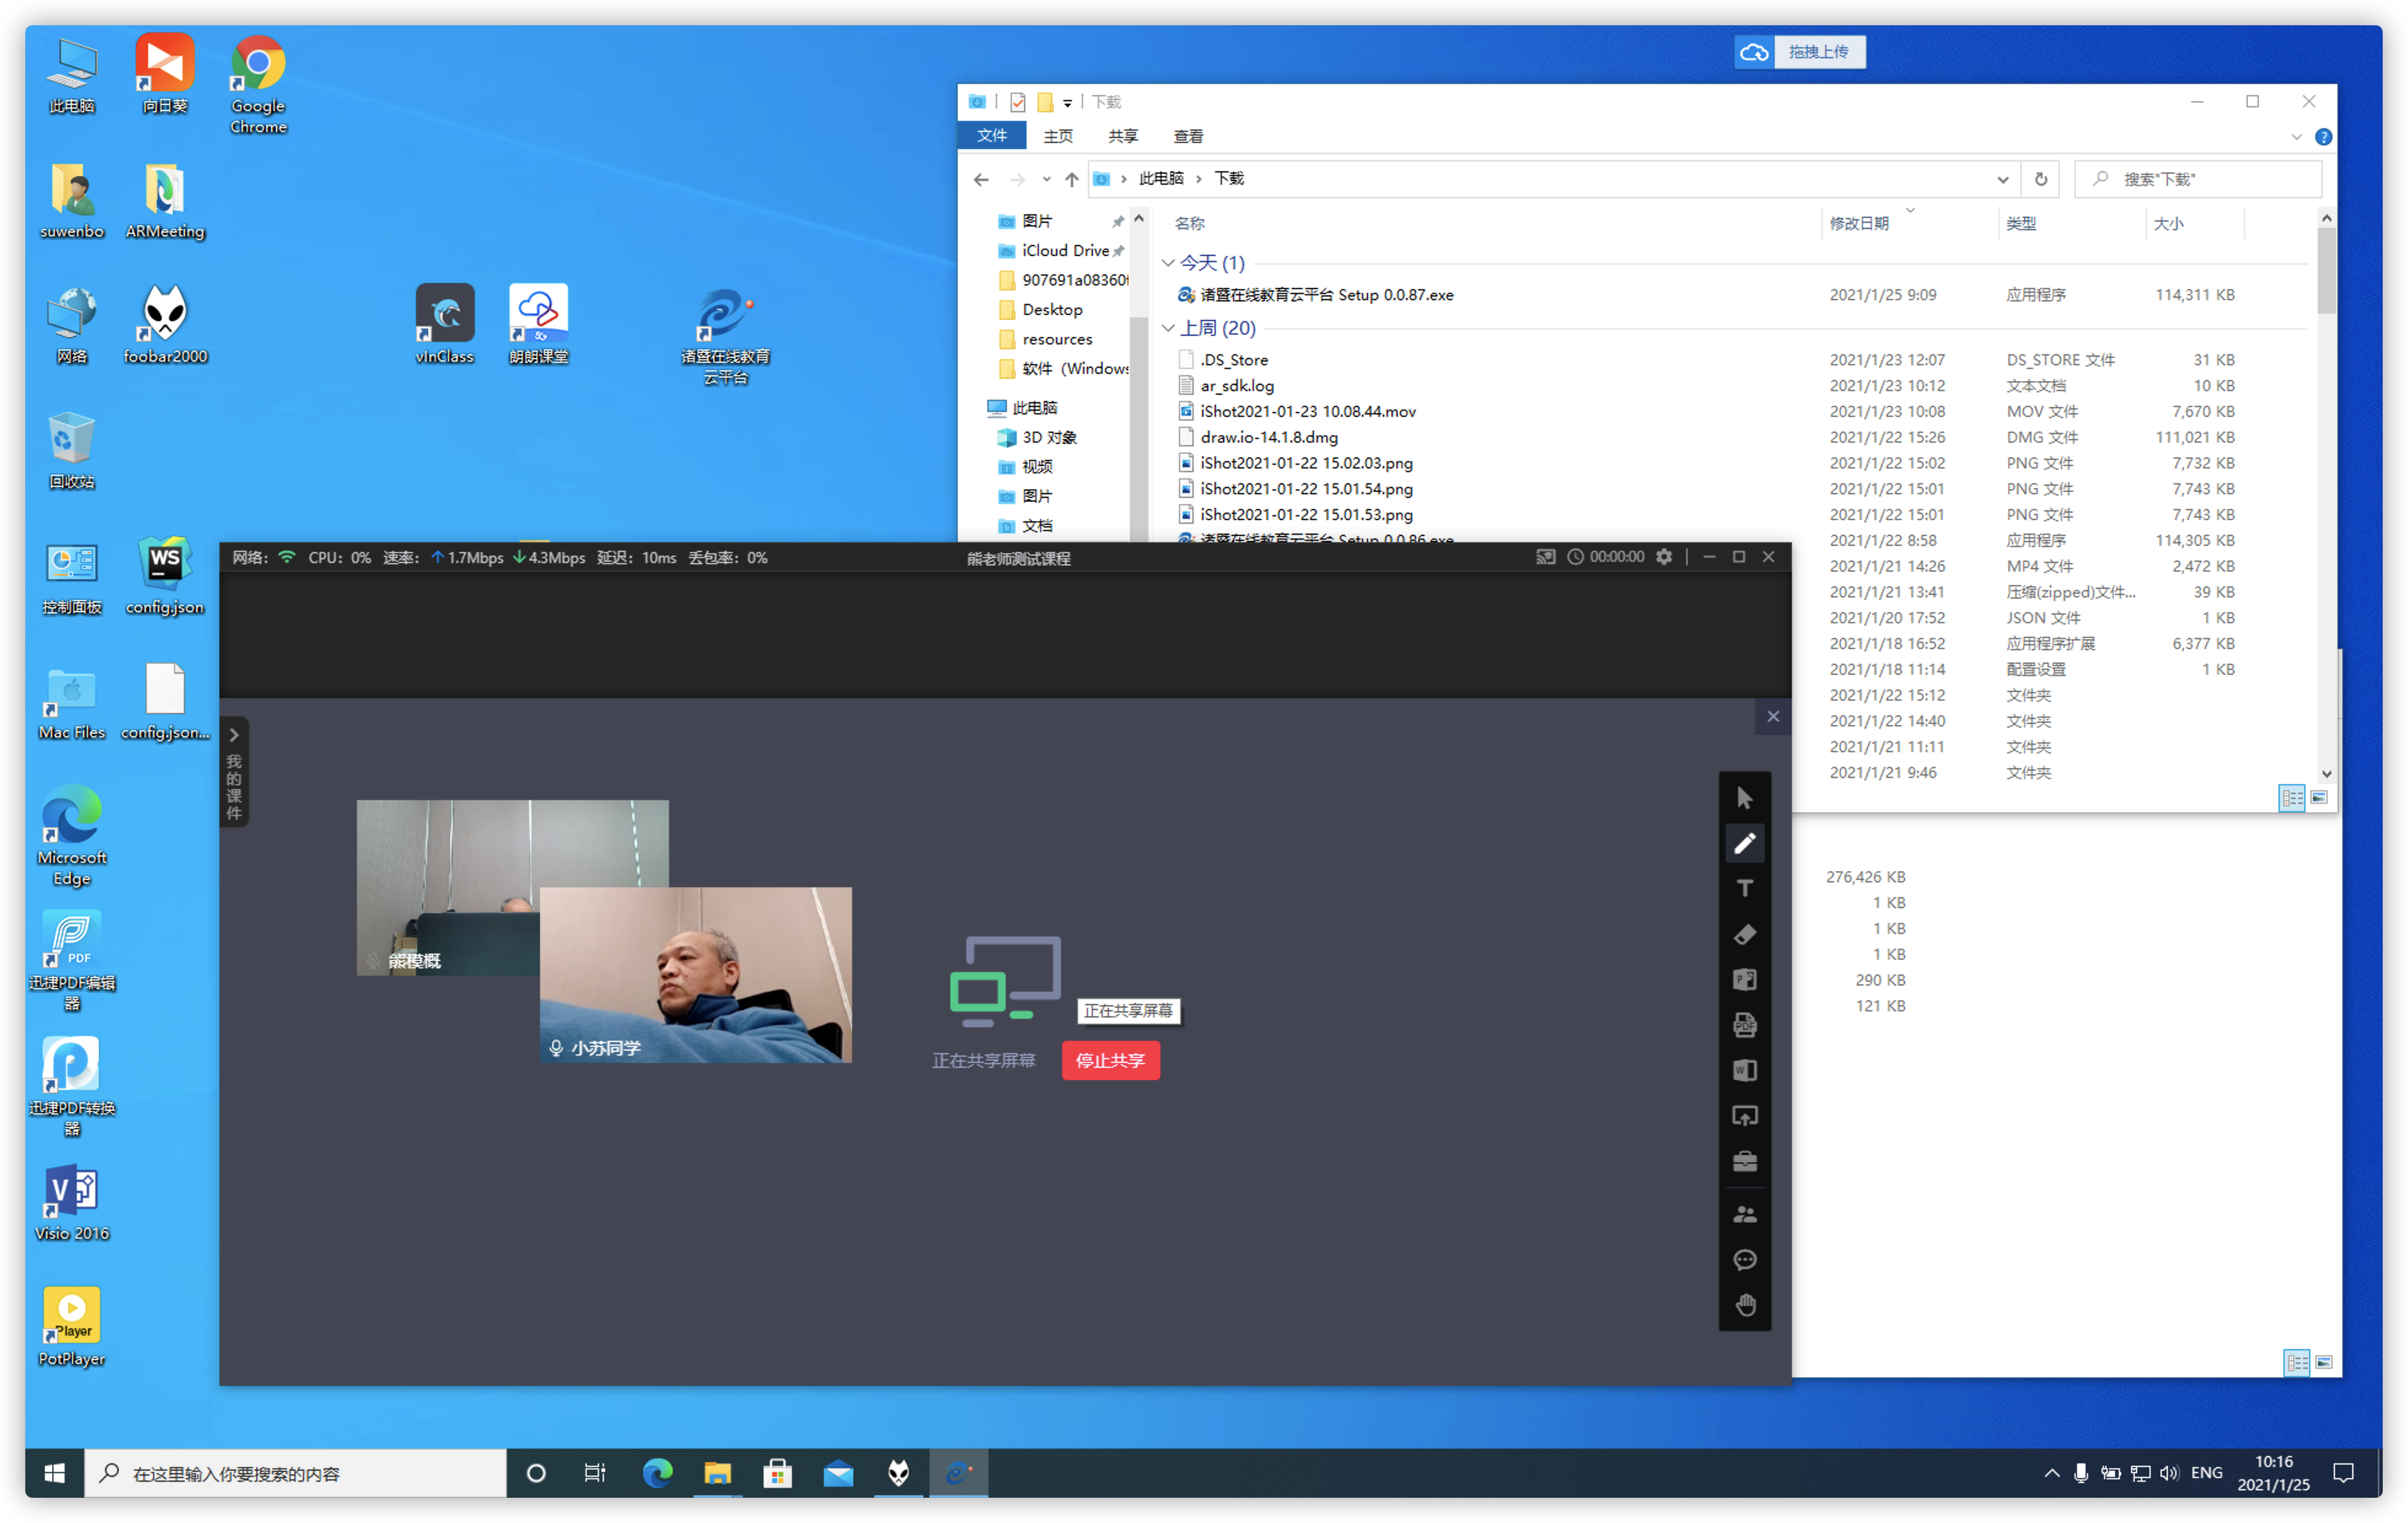 此电脑
向日葵
Google Chrome
suwenbo
ARMeeting
网络
foobar2000
vInClass
朗朗课堂
诸暨在线教育云平台
回收站
控制面板
WS
config.json
Mac Files
config.json...
Microsoft Edge
PDF
迅捷PDF编辑器
迅捷PDF转换器
Visio 2016
Player
PotPlayer
拖拽上传
下载
文件 主页 共享 查看
此电脑 下载
搜索"下载"
图片
iCloud Drive
907691a08360f
Desktop
resources
软件 (Windows
此电脑
3D 对象
视频
图片
文档
名称 修改日期 类型 大小
今天 (1)
诸暨在线教育云平台 Setup 0.0.87.exe 2021/1/25 9:09 应用程序 114,311 KB
上周 (20)
.DS_Store 2021/1/23 12:07 DS_STORE 文件 31 KB
ar_sdk.log 2021/1/23 10:12 文本文档 10 KB
iShot2021-01-23 10.08.44.mov 2021/1/23 10:08 MOV 文件 7,670 KB
draw.io-14.1.8.dmg 2021/1/22 15:26 DMG 文件 111,021 KB
iShot2021-01-22 15.02.03.png 2021/1/22 15:02 PNG 文件 7,732 KB
iShot2021-01-22 15.01.54.png 2021/1/22 15:01 PNG 文件 7,743 KB
iShot2021-01-22 15.01.53.png 2021/1/22 15:01 PNG 文件 7,743 KB
诸暨在线教育云平台 Setup 0.0.86.exe 2021/1/22 8:58 应用程序 114,305 KB
2021/1/21 14:26 MP4 文件 2,472 KB
2021/1/21 13:41 压缩(zipped)文件... 39 KB
2021/1/20 17:52 JSON 文件 1 KB
2021/1/18 16:52 应用程序扩展 6,377 KB
2021/1/18 11:14 配置设置 1 KB
2021/1/22 15:12 文件夹
2021/1/22 14:40 文件夹
2021/1/21 11:11 文件夹
2021/1/21 9:46 文件夹
276,426 KB
1 KB
1 KB
1 KB
290 KB
121 KB
网络: CPU: 0% 速率: 1.7Mbps 4.3Mbps 延迟: 10ms 丢包率: 0% 熊老师测试课程 00:00:00
我的课件
熊模概
小苏同学
正在共享屏幕
正在共享屏幕 停止共享
在这里输入你要搜索的内容
ENG
10:16
2021/1/25